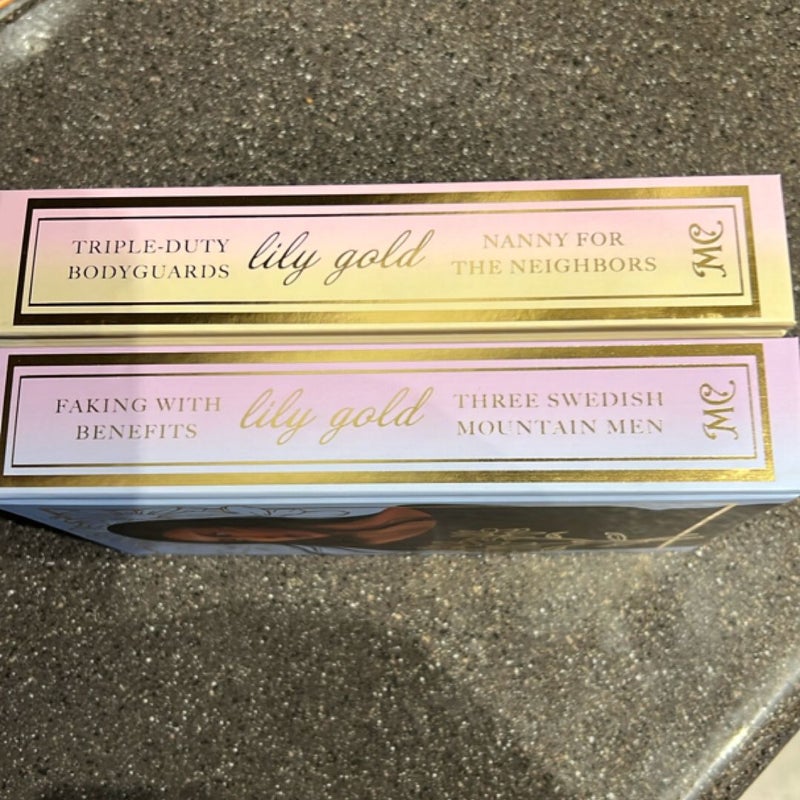 TRIPLE-DUTY
BODYGUARDS
lily gold
NANNY FOR
THE NEIGHBORS
MC
FAKING WITH
BENEFITS
lily gold
THREE SWEDISH
MOUNTAIN MEN
MC